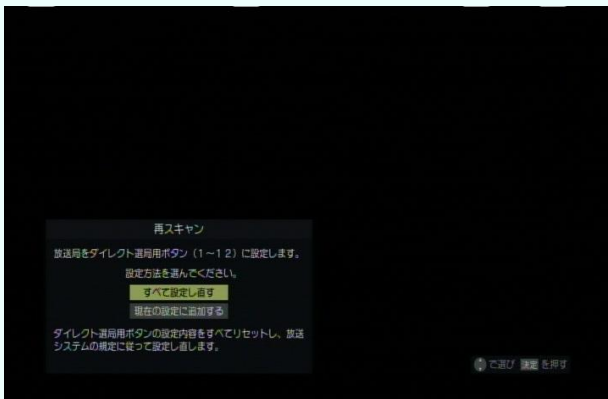 再スキャン
放送局をダイレクト選局用ボタン（1～12）に設定します。
設定方法を選んでください。
すべて設定し直す
現在の設定に追加する
ダイレクト選局用ボタンの設定内容をすべてリセットし、放送
システムの規定に従って設定し直します。
で選び 決定 を押す